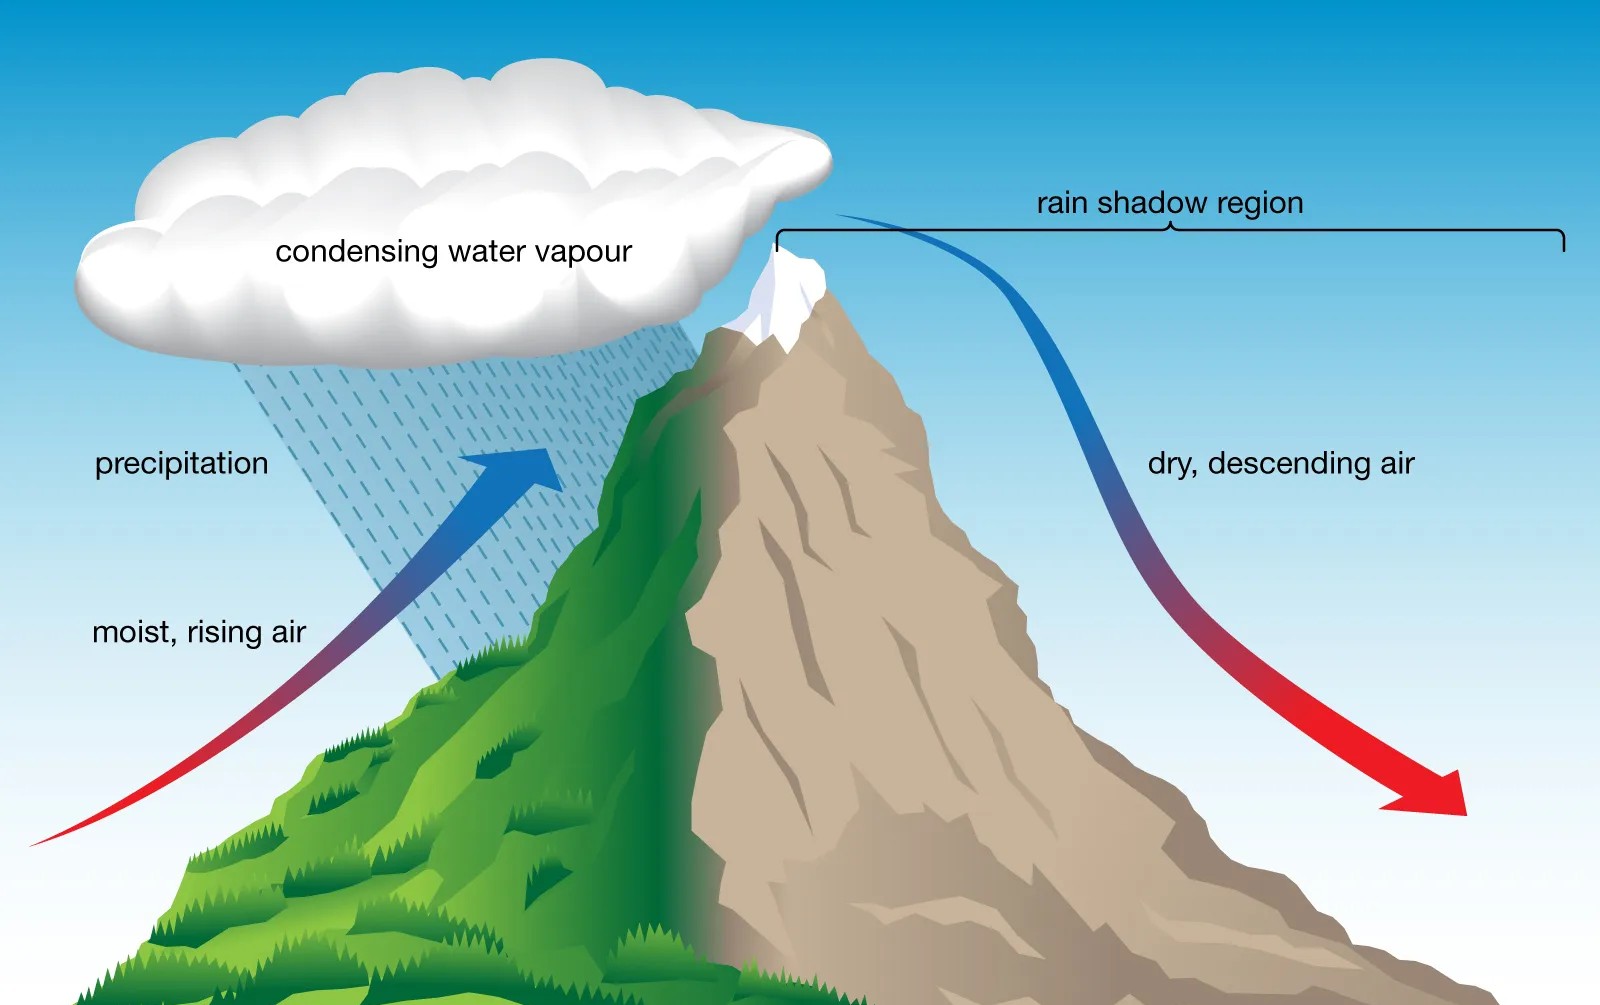 rain shadow region
condensing water vapour
precipitation
dry, descending air
moist, rising air